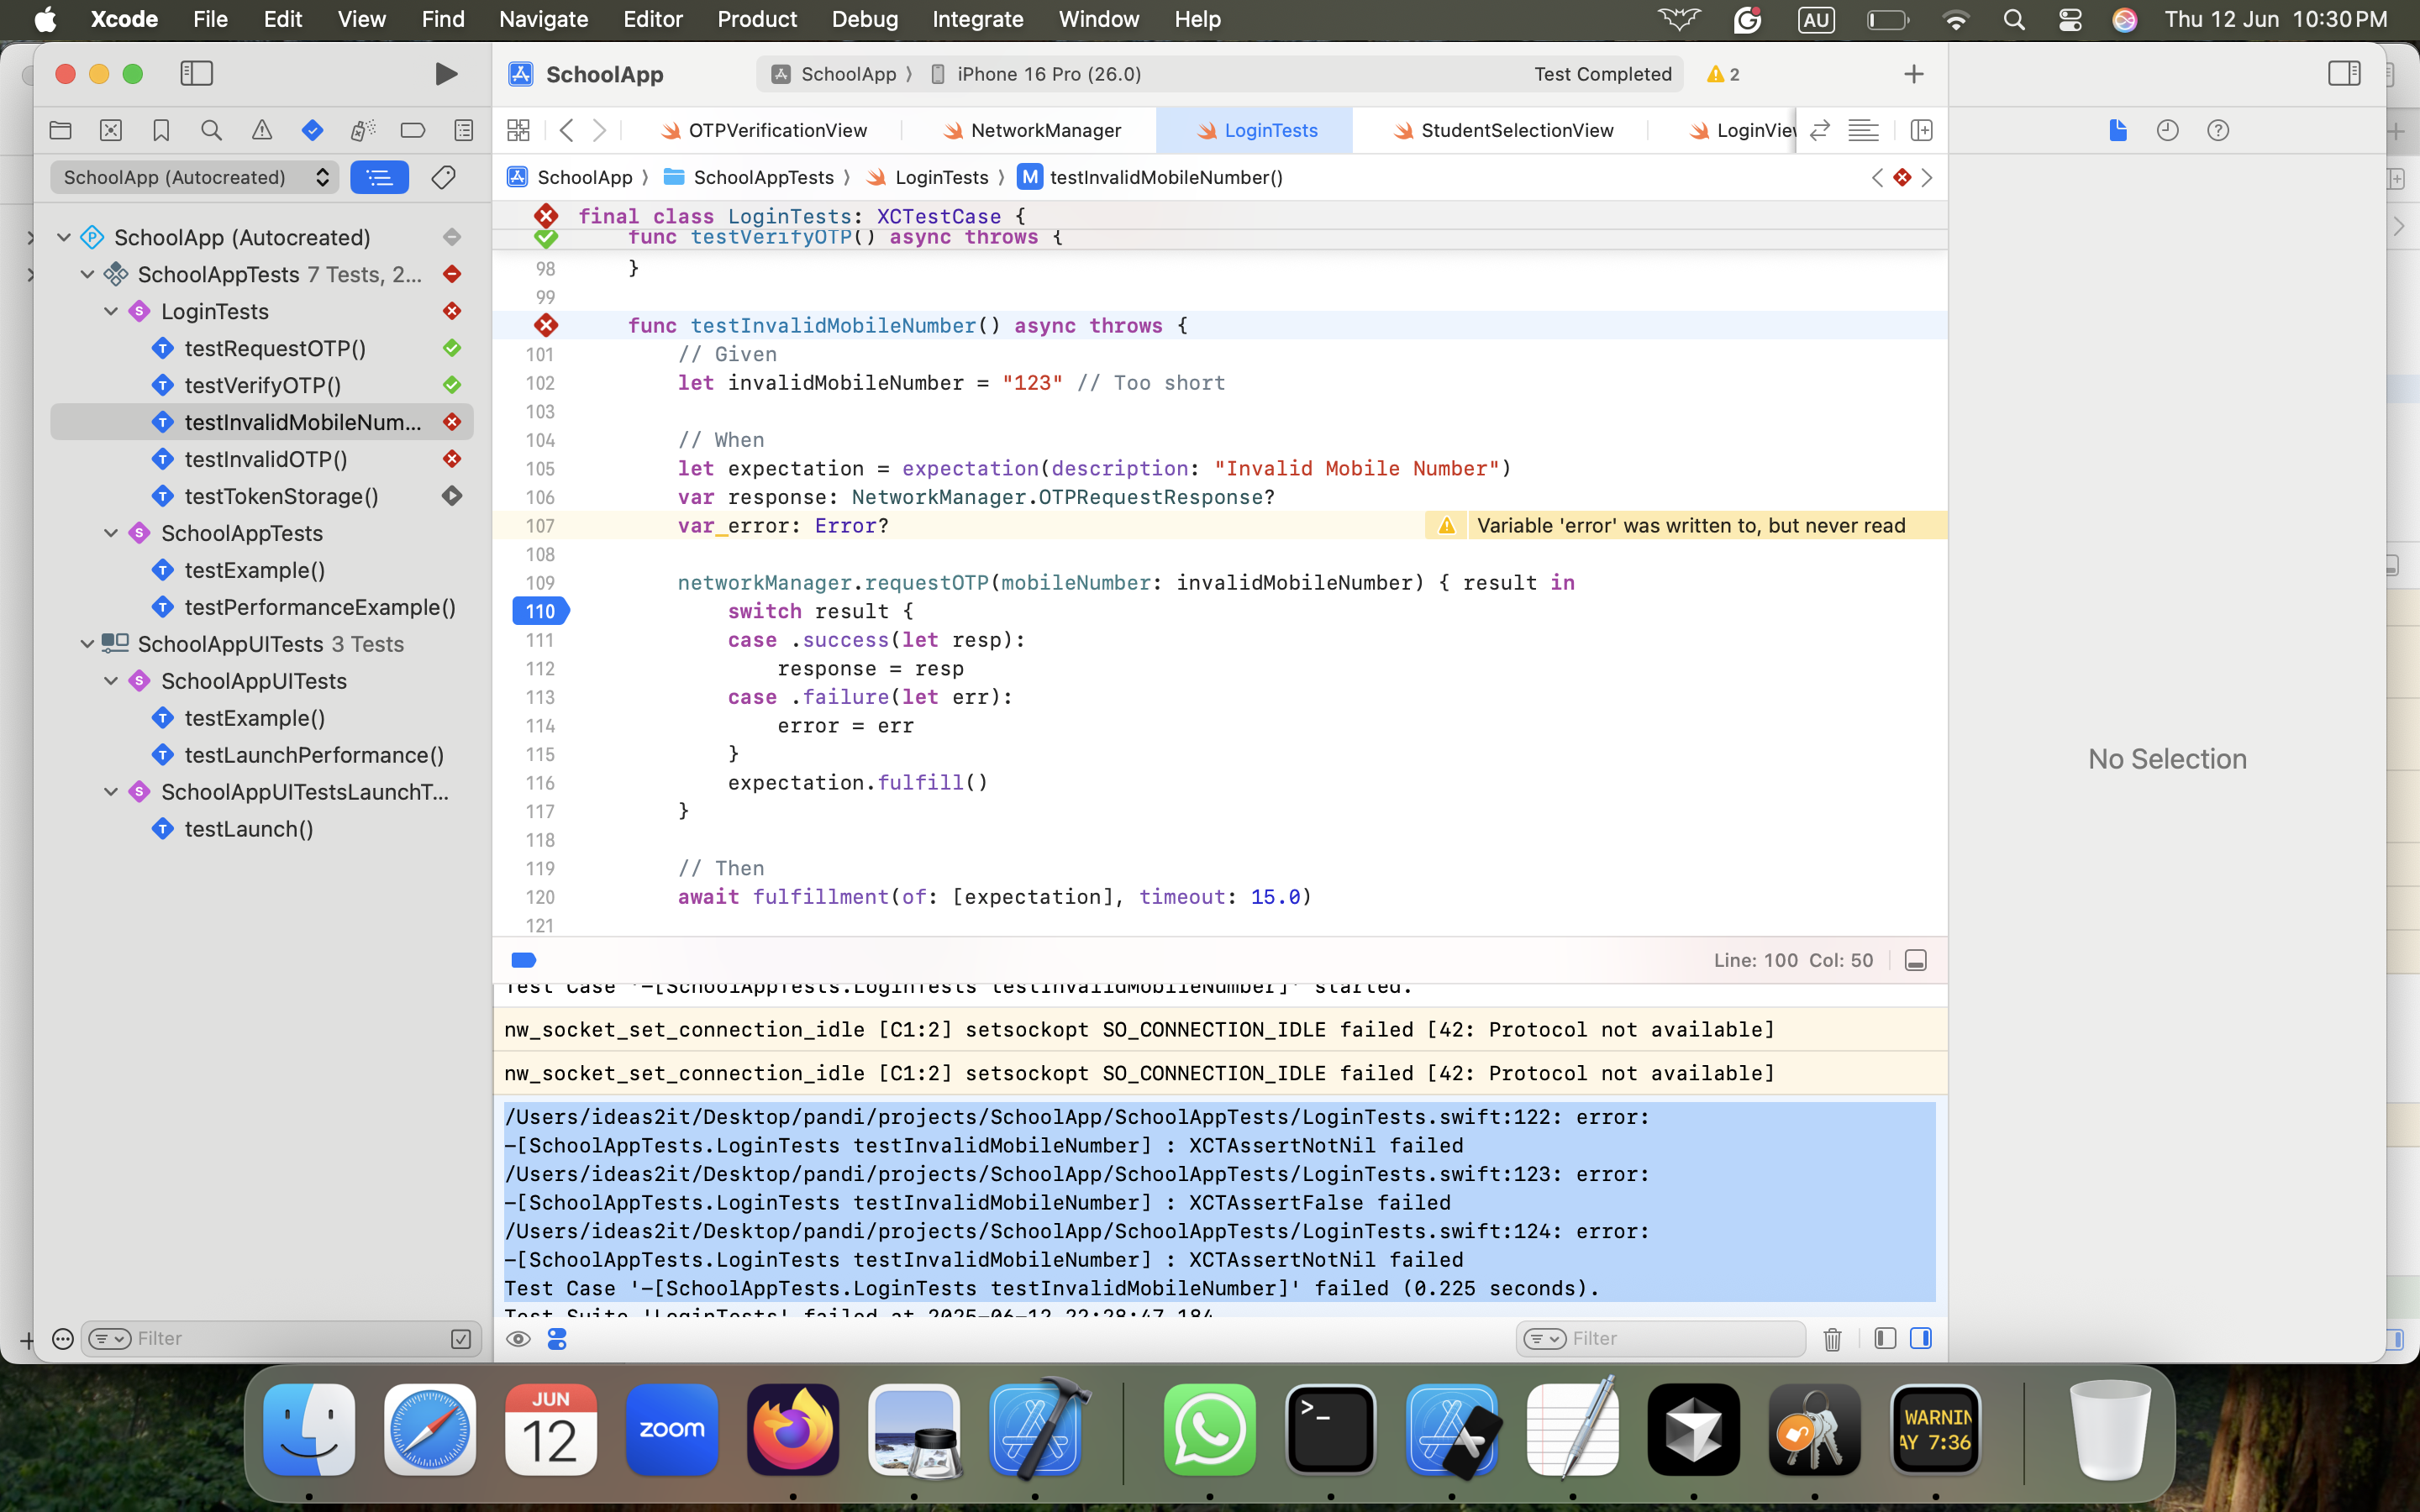 Xcode File Edit View Find Navigate Editor Product Debug Integrate Window Help AU Thu 12 Jun 10:30 PM
SchoolApp SchoolApp iPhone 16 Pro (26.0) Test Completed 2
OTPVerificationView NetworkManager LoginTests StudentSelectionView LoginView
SchoolApp (Autocreated)
SchoolApp SchoolAppTests LoginTests M testInvalidMobileNumber()
SchoolApp (Autocreated)
SchoolAppTests 7 Tests, 2...
LoginTests
testRequestOTP()
testVerifyOTP()
testInvalidMobileNum...
testInvalidOTP()
testTokenStorage()
SchoolAppTests
testExample()
testPerformanceExample()
SchoolAppUITests 3 Tests
SchoolAppUITests
testExample()
testLaunchPerformance()
SchoolAppUITestsLaunchT...
testLaunch()
Filter
final class LoginTests: XCTestCase {
func testVerifyOTP() async throws {
98 }
99
func testInvalidMobileNumber() async throws {
101 // Given
102 let invalidMobileNumber = "123" // Too short
103
104 // When
105 let expectation = expectation(description: "Invalid Mobile Number")
106 var response: NetworkManager.OTPRequestResponse?
107 var error: Error? Variable 'error' was written to, but never read
108
109 networkManager.requestOTP(mobileNumber: invalidMobileNumber) { result in
110 switch result {
111 case .success(let resp):
112 response = resp
113 case .failure(let err):
114 error = err
115 }
116 expectation.fulfill()
117 }
118
119 // Then
120 await fulfillment(of: [expectation], timeout: 15.0)
121
Line: 100 Col: 50
Test Case '-[SchoolAppTests.LoginTests testInvalidMobileNumber]' started.
nw_socket_set_connection_idle [C1:2] setsockopt SO_CONNECTION_IDLE failed [42: Protocol not available]
nw_socket_set_connection_idle [C1:2] setsockopt SO_CONNECTION_IDLE failed [42: Protocol not available]
/Users/ideas2it/Desktop/pandi/projects/SchoolApp/SchoolAppTests/LoginTests.swift:122: error:
-[SchoolAppTests.LoginTests testInvalidMobileNumber] : XCTAssertNotNil failed
/Users/ideas2it/Desktop/pandi/projects/SchoolApp/SchoolAppTests/LoginTests.swift:123: error:
-[SchoolAppTests.LoginTests testInvalidMobileNumber] : XCTAssertFalse failed
/Users/ideas2it/Desktop/pandi/projects/SchoolApp/SchoolAppTests/LoginTests.swift:124: error:
-[SchoolAppTests.LoginTests testInvalidMobileNumber] : XCTAssertNotNil failed
Test Case '-[SchoolAppTests.LoginTests testInvalidMobileNumber]' failed (0.225 seconds).
Test Suite 'LoginTests' failed at 2025-06-12 22:28:47.184
Filter
No Selection
JUN
12
zoom
WARNIN
AY 7:36